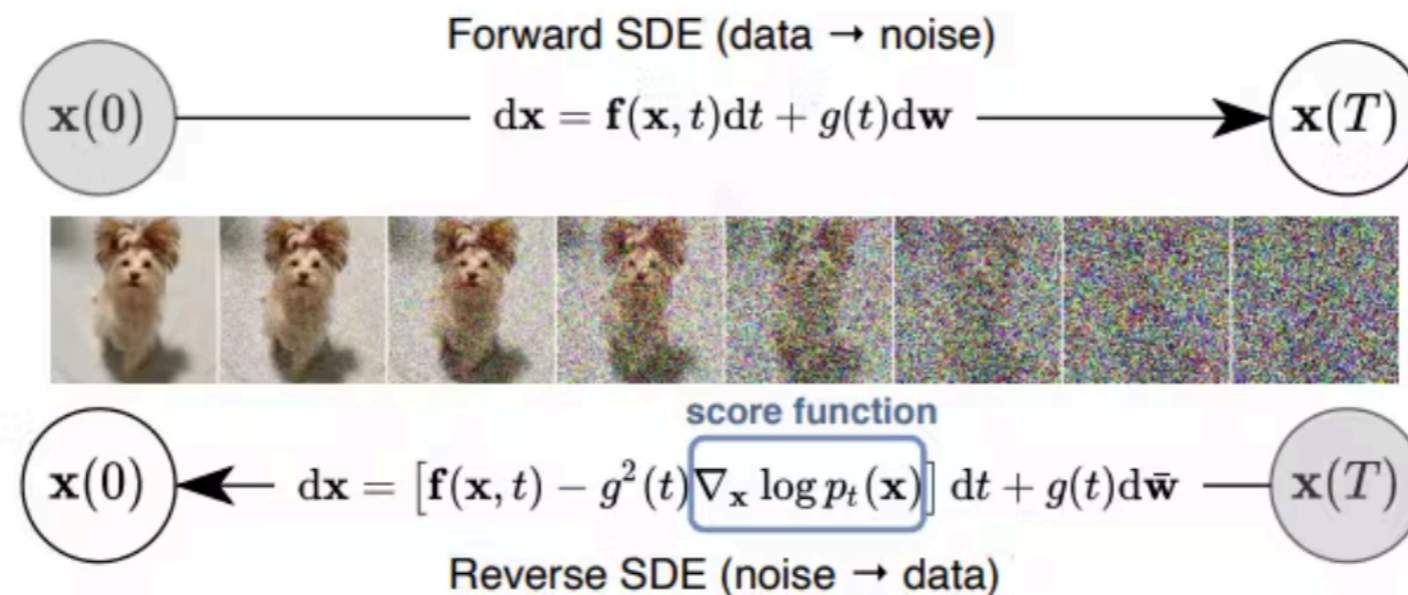 Forward SDE (data → noise)
x(0) dx = f(x, t)dt + g(t)dw x(T)
score function
x(0) dx = [f(x, t) − g²(t)∇ₓ log pₜ(x)] dt + g(t)dw̄ x(T)
Reverse SDE (noise → data)